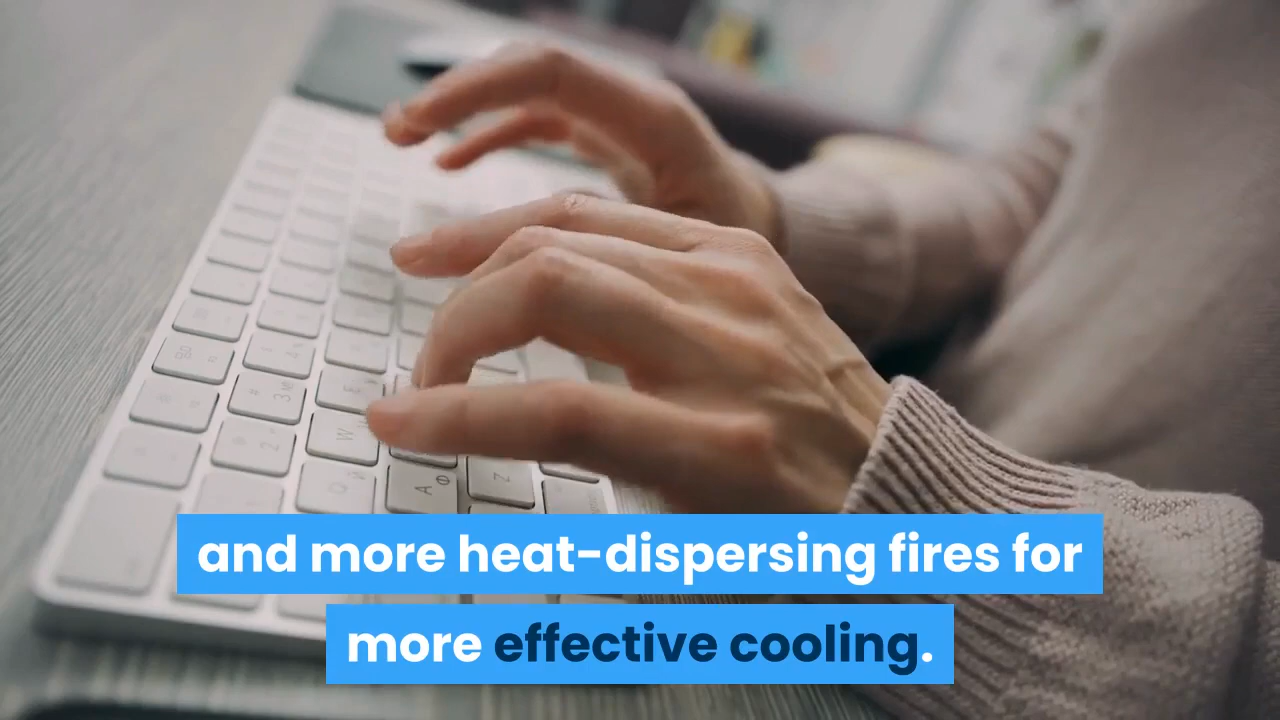 and more heat-dispersing fires for
more effective cooling.
W
A Ф
Z